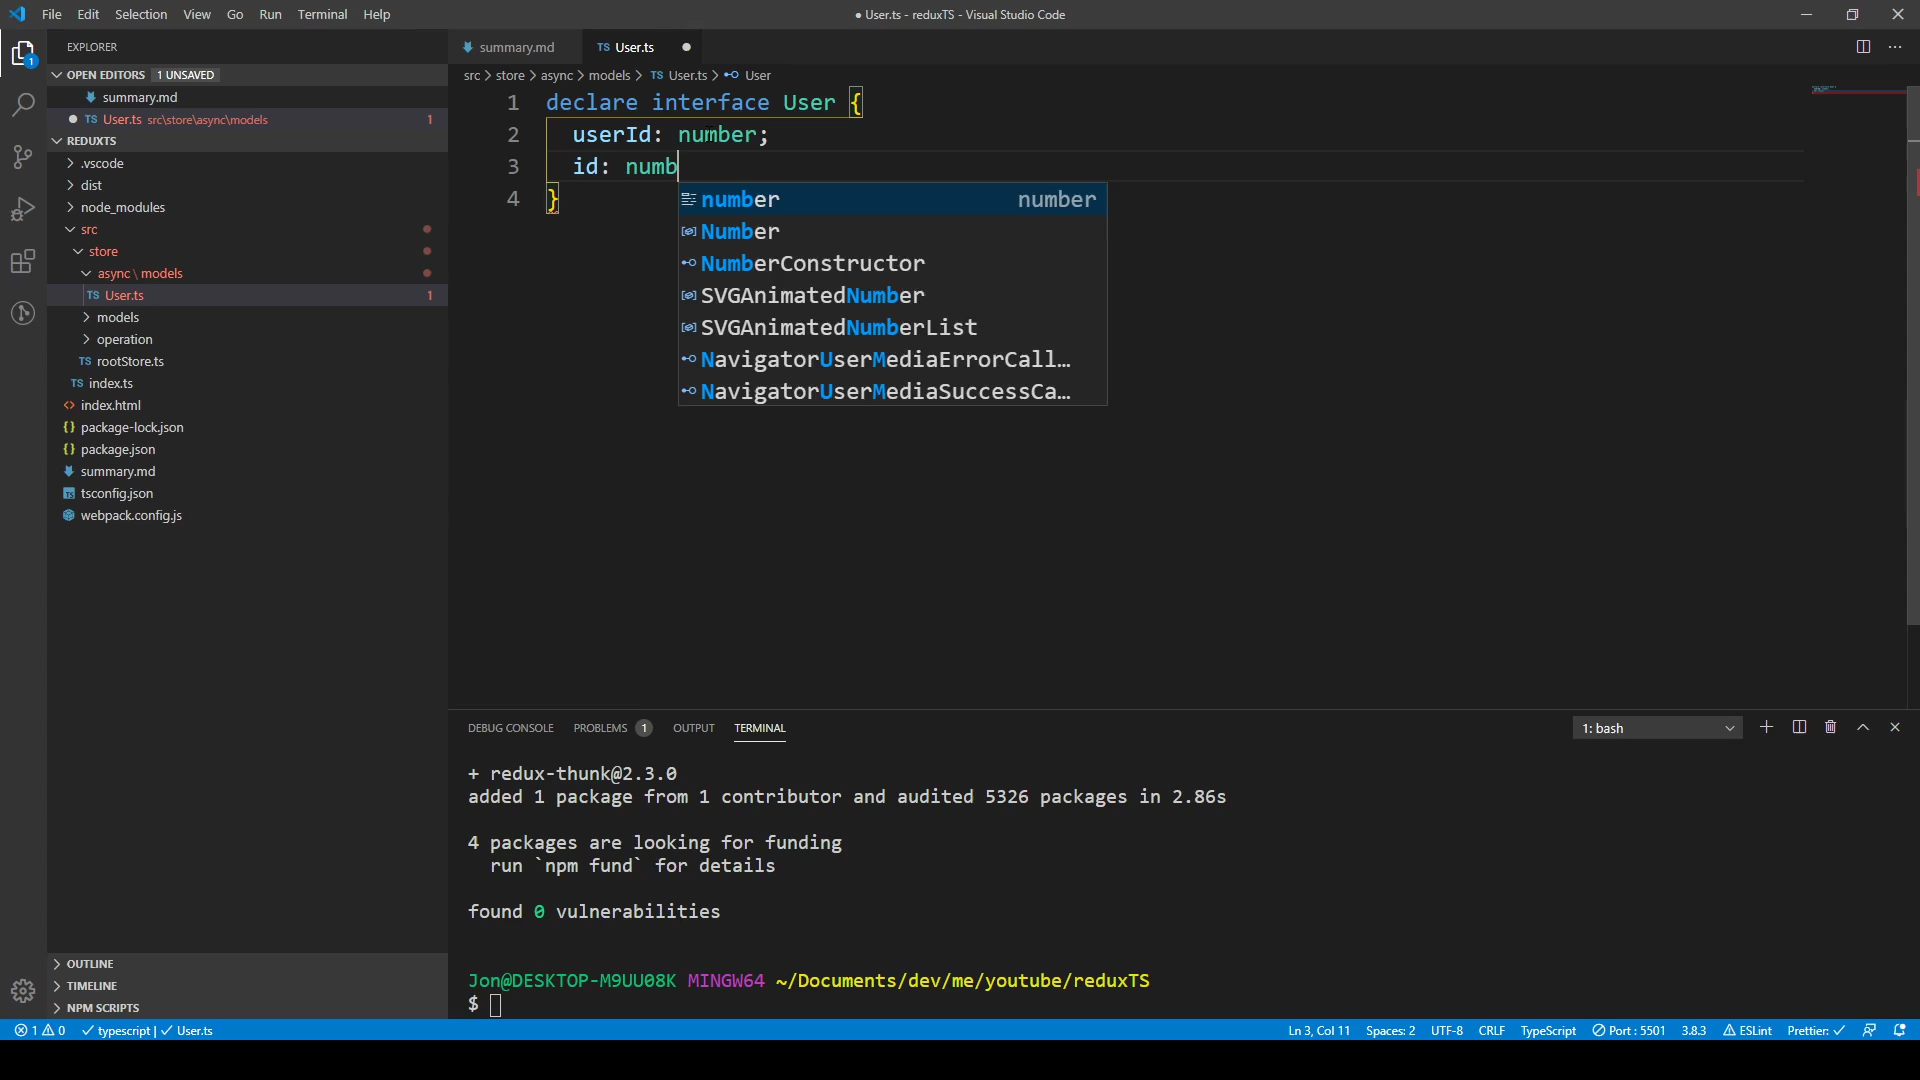 File Edit Selection View Go Run Terminal Help
● User.ts - reduxTS - Visual Studio Code
EXPLORER
OPEN EDITORS 1 UNSAVED
summary.md
TS User.ts src\store\async\models 1
REDUXTS
.vscode
dist
node_modules
src
store
async \ models
TS User.ts 1
models
operation
TS rootStore.ts
TS index.ts
<> index.html
{} package-lock.json
{} package.json
summary.md
TS tsconfig.json
webpack.config.js
OUTLINE
TIMELINE
NPM SCRIPTS
1
summary.md
TS User.ts ●
src > store > async > models > TS User.ts > User
1 declare interface User {
2 userId: number;
3 id: numb
4 }
number number
Number
NumberConstructor
SVGAnimatedNumber
SVGAnimatedNumberList
NavigatorUserMediaErrorCall…
NavigatorUserMediaSuccessCa…
DEBUG CONSOLE PROBLEMS 1 OUTPUT TERMINAL
1: bash
+ redux-thunk@2.3.0
added 1 package from 1 contributor and audited 5326 packages in 2.86s
4 packages are looking for funding
run `npm fund` for details
found 0 vulnerabilities
Jon@DESKTOP-M9UU08K MINGW64 ~/Documents/dev/me/youtube/reduxTS
$
1 0 typescript | User.ts
Ln 3, Col 11 Spaces: 2 UTF-8 CRLF TypeScript Port : 5501 3.8.3 ESLint Prettier: ✓